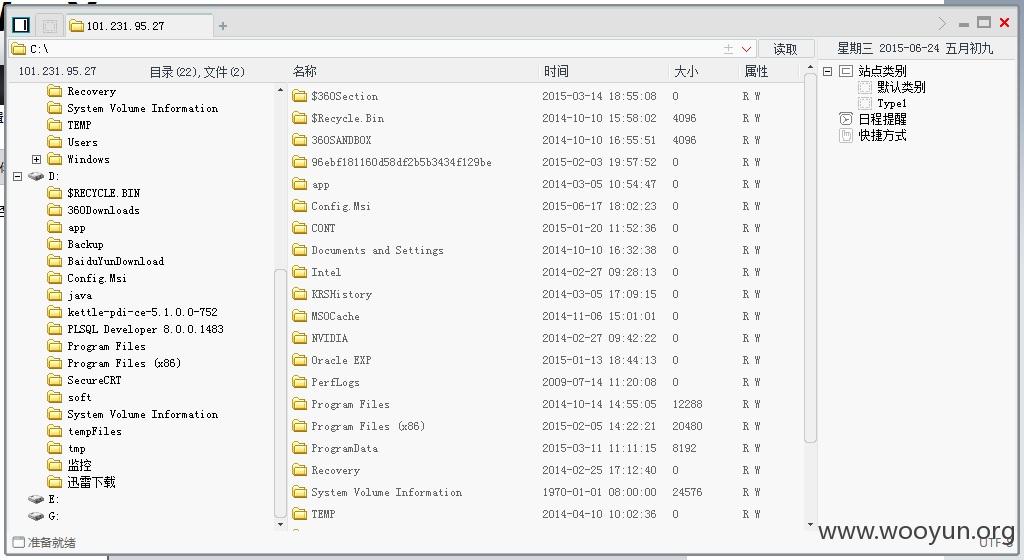 101.231.95.27
C:\
读取
星期三 2015-06-24 五月初九
101.231.95.27 目录(22),文件(2)
Recovery
System Volume Information
TEMP
Users
Windows
D:
$RECYCLE.BIN
360Downloads
app
Backup
BaiduYunDownload
Config.Msi
java
kettle-pdi-ce-5.1.0.0-752
PLSQL Developer 8.0.0.1483
Program Files
Program Files (x86)
SecureCRT
soft
System Volume Information
tempFiles
tmp
监控
迅雷下载
E:
G:
名称 时间 大小 属性
$360Section 2015-03-14 18:55:08 0 R W
$Recycle.Bin 2014-10-10 15:58:02 4096 R W
360SANDBOX 2014-10-10 16:55:51 4096 R W
96ebf181160d58df2b5b3434f129be 2015-02-03 19:57:52 0 R W
app 2014-03-05 10:54:47 0 R W
Config.Msi 2015-06-17 18:02:23 0 R W
CONT 2015-01-20 11:52:36 0 R W
Documents and Settings 2014-10-10 16:32:38 0 R W
Intel 2014-02-27 09:28:13 0 R W
KRSHistory 2014-03-05 17:09:15 0 R W
MSOCache 2014-11-06 15:01:01 0 R W
NVIDIA 2014-02-27 09:42:22 0 R W
Oracle EXP 2015-01-13 18:44:13 0 R W
PerfLogs 2009-07-14 11:20:08 0 R W
Program Files 2014-10-14 14:55:05 12288 R W
Program Files (x86) 2015-02-05 14:22:21 20480 R W
ProgramData 2015-03-11 11:11:15 8192 R W
Recovery 2014-02-25 17:12:40 0 R W
System Volume Information 1970-01-01 08:00:00 24576 R W
TEMP 2014-04-10 10:02:36 0 R W
站点类别
默认类别
Type1
日程提醒
快捷方式
www.wooyun.org
准备就绪
UTF-8